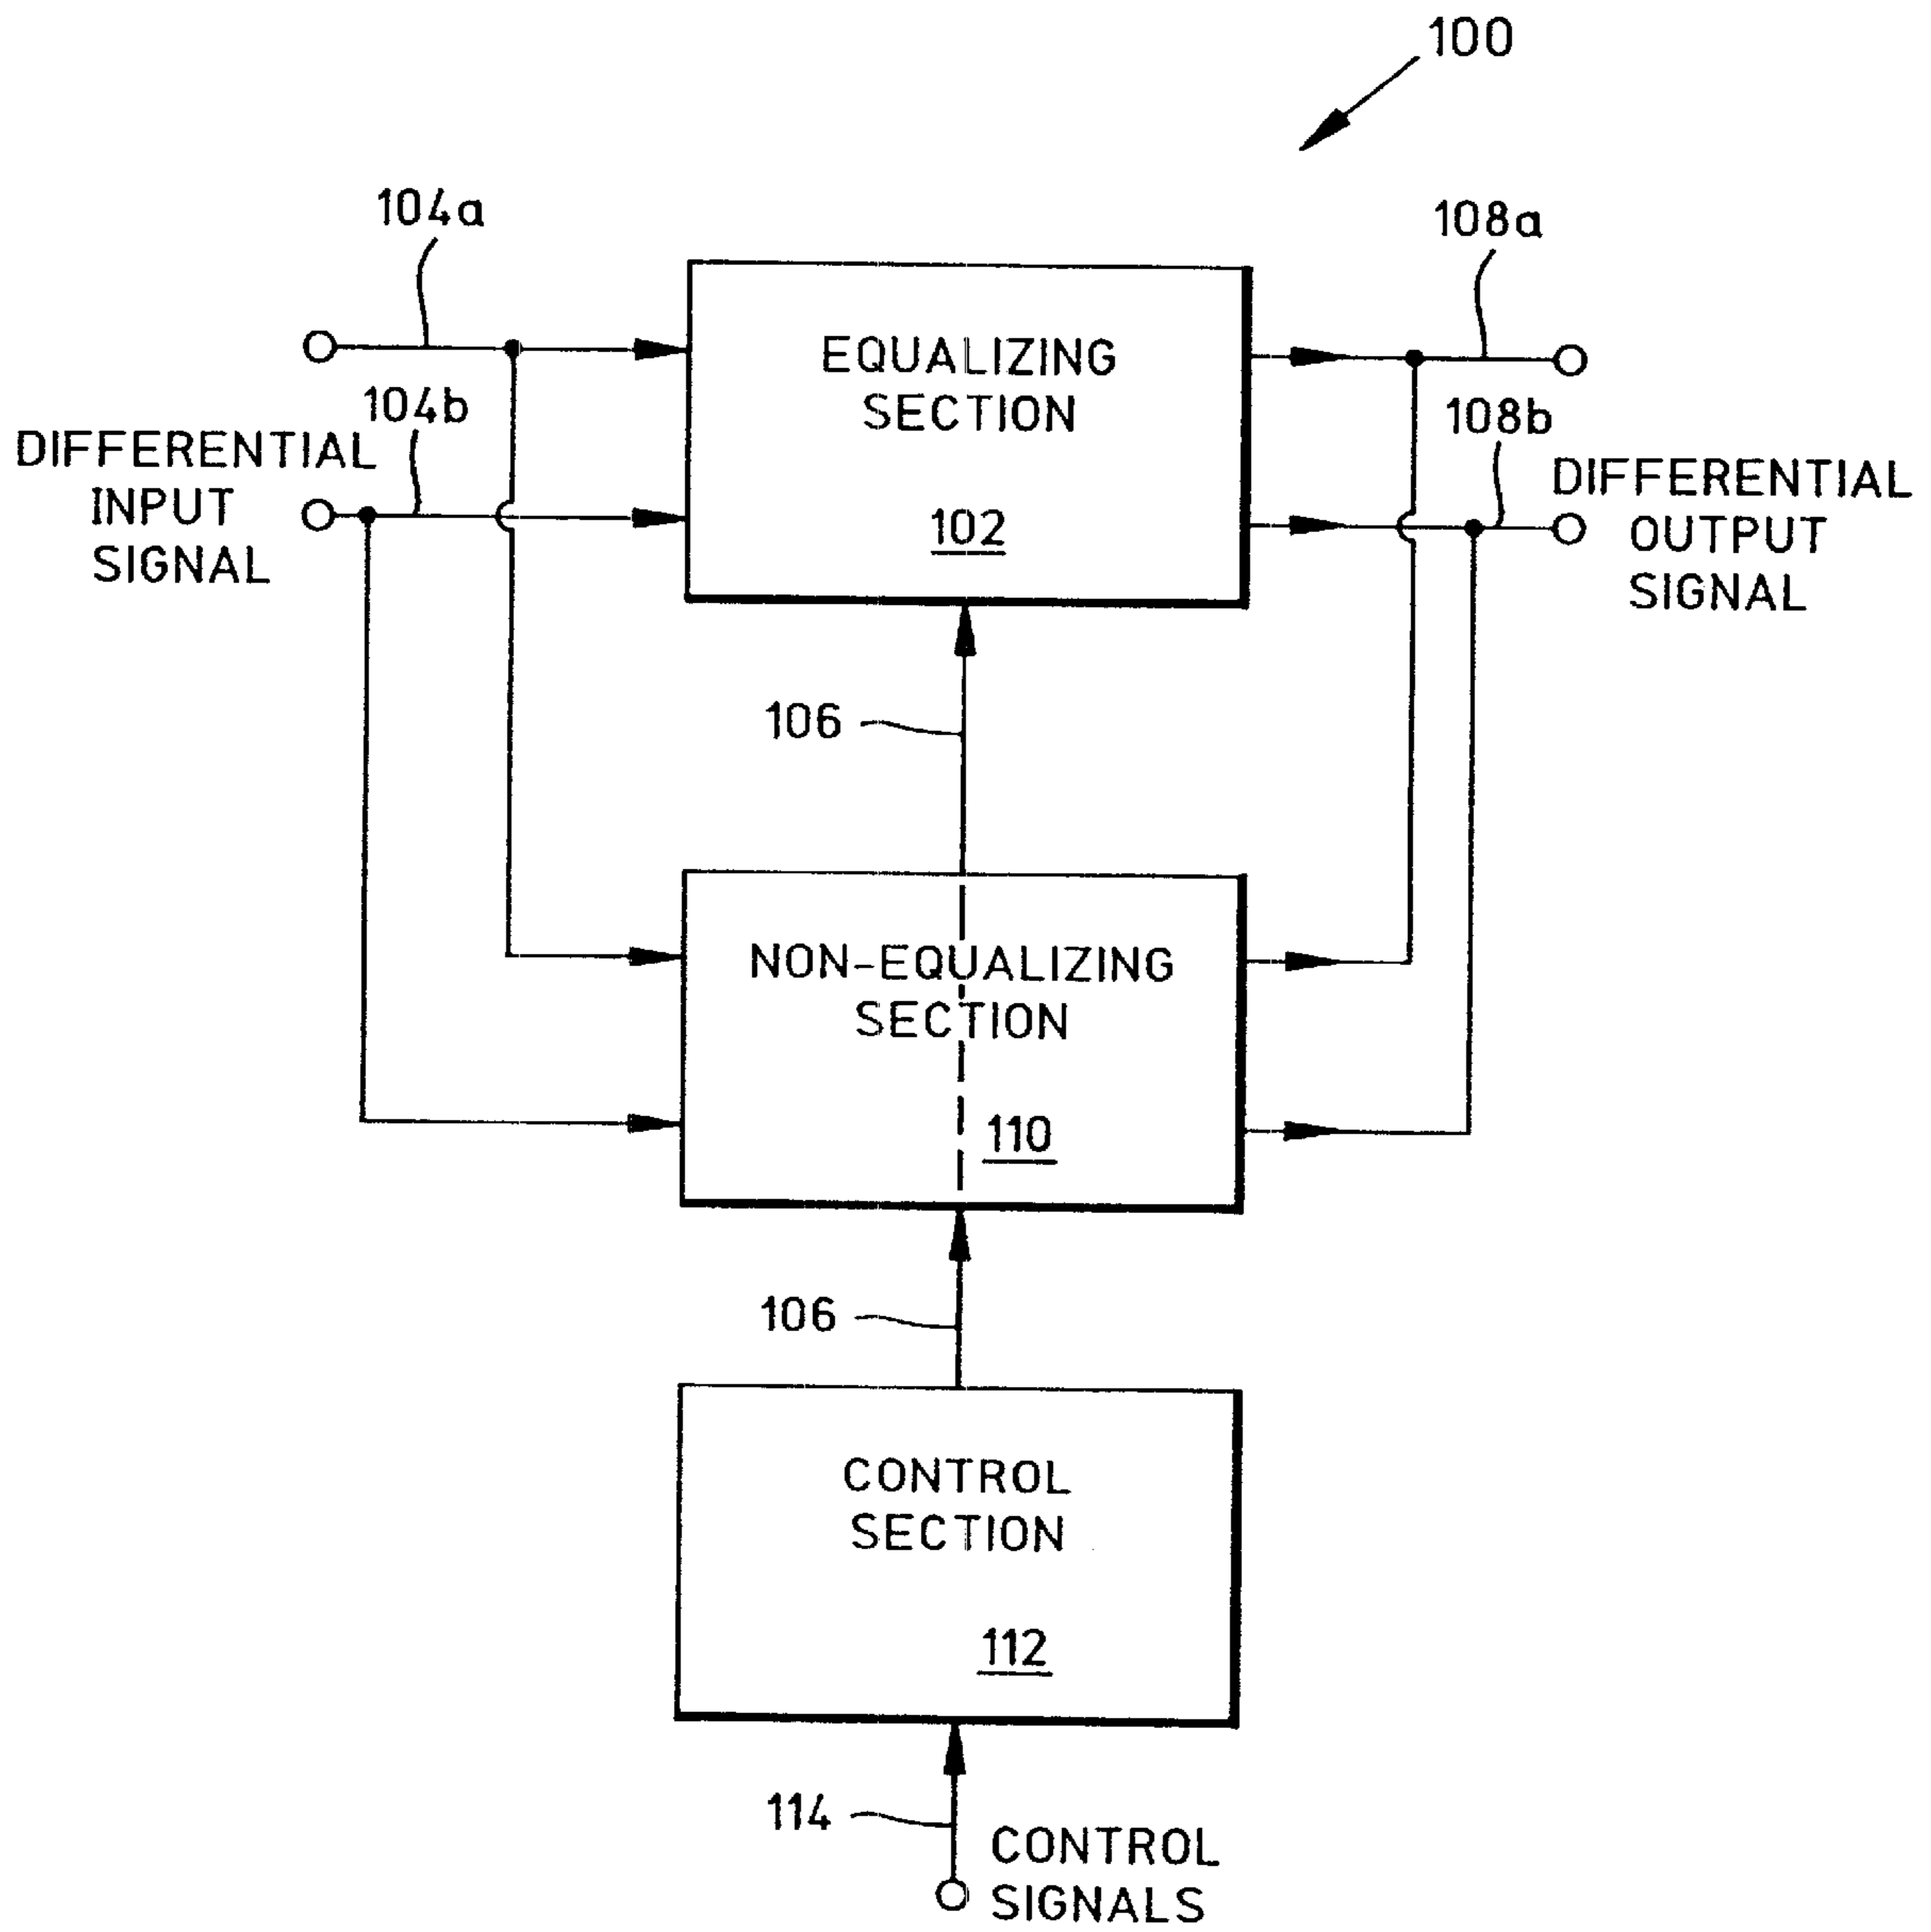 100
104a
108a
EQUALIZING
SECTION
102
104b
DIFFERENTIAL
INPUT
SIGNAL
108b
DIFFERENTIAL
OUTPUT
SIGNAL
106
NON-EQUALIZING
SECTION
110
106
CONTROL
SECTION
112
114
CONTROL
SIGNALS